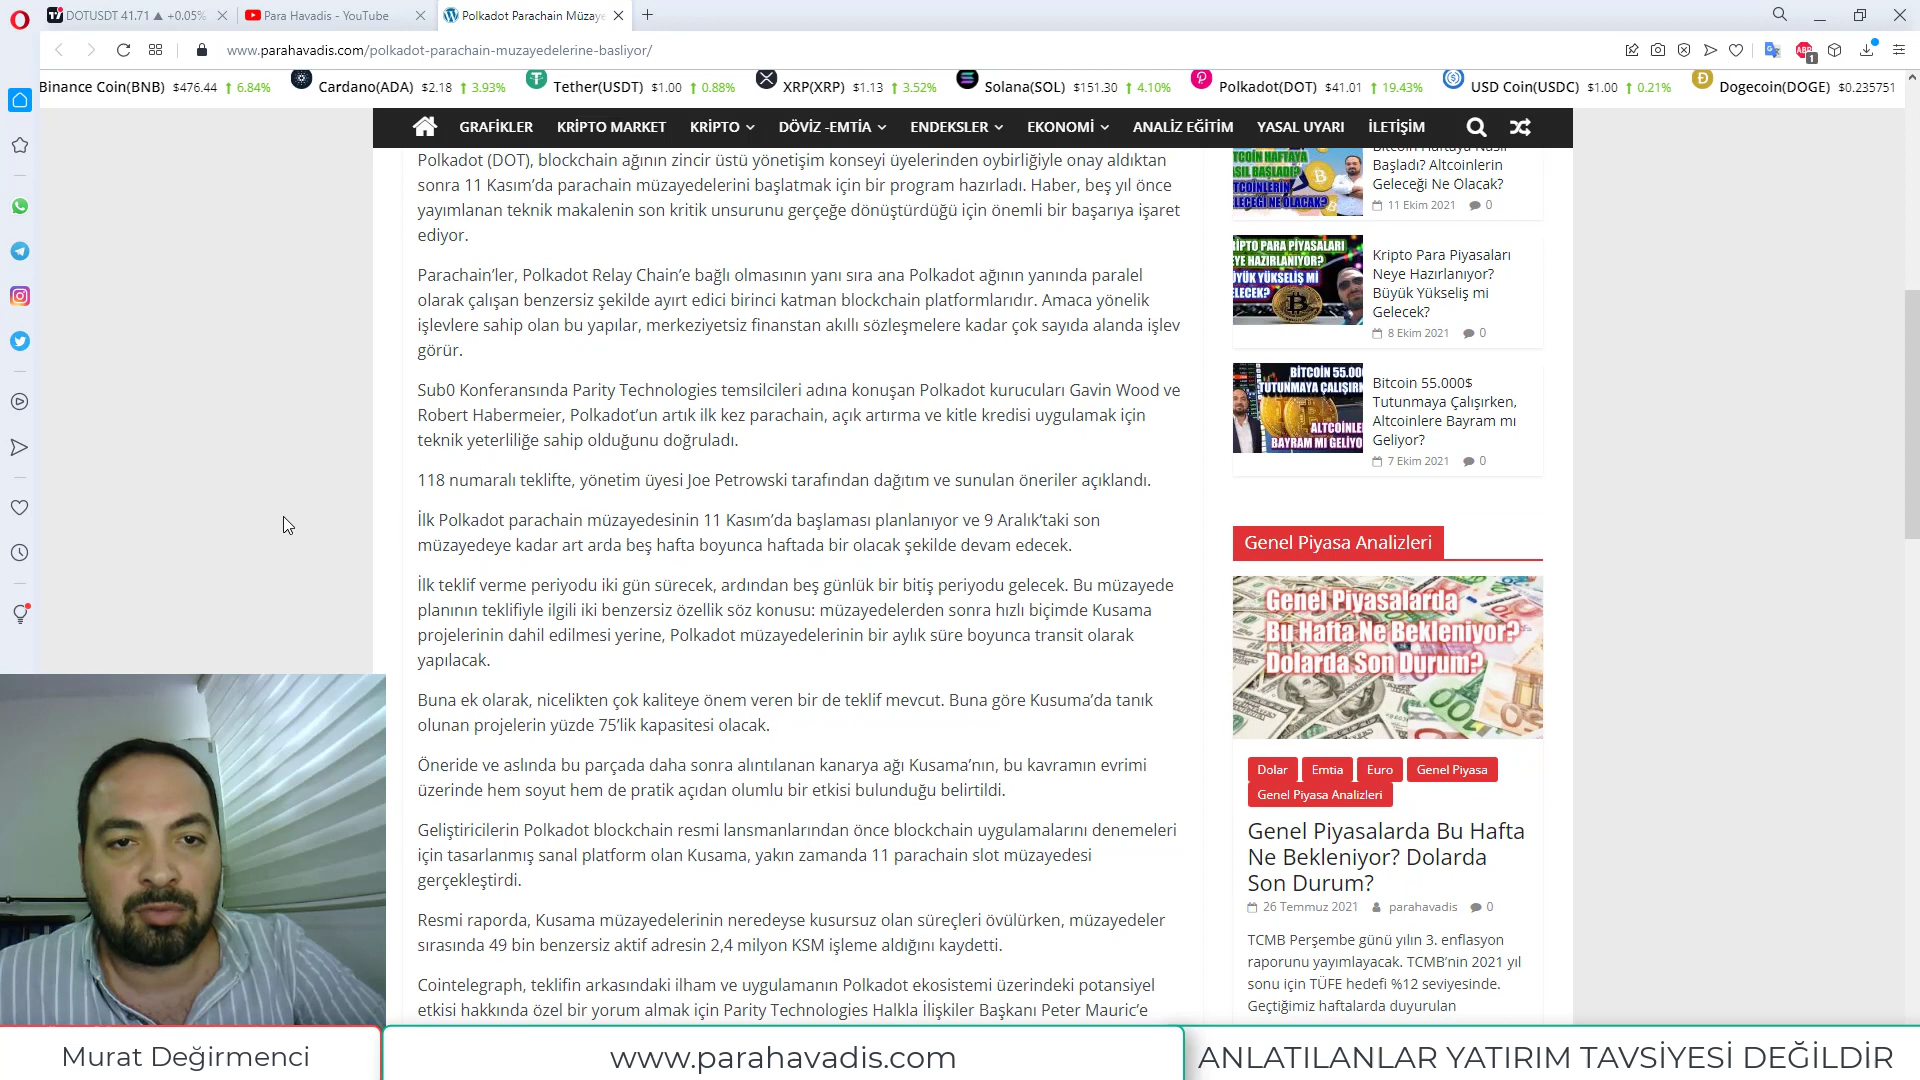 DOTUSDT 41.71 ▲ +0.05%
Para Havadis - YouTube
Polkadot Parachain Müzaye
www.parahavadis.com/polkadot-parachain-muzayedelerine-basliyor/
Binance Coin(BNB) $476.44 ↑ 6.84% Cardano(ADA) $2.18 ↑ 3.93% Tether(USDT) $1.00 ↑ 0.88% XRP(XRP) $1.13 ↑ 3.52% Solana(SOL) $151.30 ↑ 4.10% Polkadot(DOT) $41.01 ↑ 19.43% USD Coin(USDC) $1.00 ↑ 0.21% Dogecoin(DOGE) $0.235751
GRAFİKLER KRİPTO MARKET KRİPTO DÖVİZ -EMTİA ENDEKSLER EKONOMİ ANALİZ EĞİTİM YASAL UYARI İLETİŞİM
Polkadot (DOT), blockchain ağının zincir üstü yönetişim konseyi üyelerinden oybirliğiyle onay aldıktan
sonra 11 Kasım’da parachain müzayedelerini başlatmak için bir program hazırladı. Haber, beş yıl önce
yayımlanan teknik makalenin son kritik unsurunu gerçeğe dönüştürdüğü için önemli bir başarıya işaret
ediyor.
Parachain’ler, Polkadot Relay Chain’e bağlı olmasının yanı sıra ana Polkadot ağının yanında paralel
olarak çalışan benzersiz şekilde ayırt edici birinci katman blockchain platformlarıdır. Amaca yönelik
işlevlere sahip olan bu yapılar, merkeziyetsiz finanstan akıllı sözleşmelere kadar çok sayıda alanda işlev
görür.
Sub0 Konferansında Parity Technologies temsilcileri adına konuşan Polkadot kurucuları Gavin Wood ve
Robert Habermeier, Polkadot’un artık ilk kez parachain, açık artırma ve kitle kredisi uygulamak için
teknik yeterliliğe sahip olduğunu doğruladı.
118 numaralı teklifte, yönetim üyesi Joe Petrowski tarafından dağıtım ve sunulan öneriler açıklandı.
İlk Polkadot parachain müzayedesinin 11 Kasım’da başlaması planlanıyor ve 9 Aralık’taki son
müzayedeye kadar art arda beş hafta boyunca haftada bir olacak şekilde devam edecek.
İlk teklif verme periyodu iki gün sürecek, ardından beş günlük bir bitiş periyodu gelecek. Bu müzayede
planının teklifiyle ilgili iki benzersiz özellik söz konusu: müzayedelerden sonra hızlı biçimde Kusama
projelerinin dahil edilmesi yerine, Polkadot müzayedelerinin bir aylık süre boyunca transit olarak
yapılacak.
Buna ek olarak, nicelikten çok kaliteye önem veren bir de teklif mevcut. Buna göre Kusuma’da tanık
olunan projelerin yüzde 75’lik kapasitesi olacak.
Öneride ve aslında bu parçada daha sonra alıntılanan kanarya ağı Kusama’nın, bu kavramın evrimi
üzerinde hem soyut hem de pratik açıdan olumlu bir etkisi bulunduğu belirtildi.
Geliştiricilerin Polkadot blockchain resmi lansmanlarından önce blockchain uygulamalarını denemeleri
için tasarlanmış sanal platform olan Kusama, yakın zamanda 11 parachain slot müzayedesi
gerçekleştirdi.
Resmi raporda, Kusama müzayedelerinin neredeyse kusursuz olan süreçleri övülürken, müzayedeler
sırasında 49 bin benzersiz aktif adresin 2,4 milyon KSM işleme aldığını kaydetti.
Cointelegraph, teklifin arkasındaki ilham ve uygulamanın Polkadot ekosistemi üzerindeki potansiyel
etkisi hakkında özel bir yorum almak için Parity Technologies Halkla İlişkiler Başkanı Peter Mauric’e
Bitcoin Haftaya Nasıl
Başladı? Altcoinlerin
Geleceği Ne Olacak?
11 Ekim 2021 0
KRİPTO PARA PİYASALARI
NEYE HAZIRLANIYOR?
Kripto Para Piyasaları
Neye Hazırlanıyor?
Büyük Yükseliş mi
Gelecek?
8 Ekim 2021 0
BİTCOİN 55.00
TUTUNMAYA ÇALIŞIRK
ALTCOİNLE
BAYRAM MI GELİYO
Bitcoin 55.000$
Tutunmaya Çalışırken,
Altcoinlere Bayram mı
Geliyor?
7 Ekim 2021 0
Genel Piyasa Analizleri
Genel Piyasalarda
Bu Hafta Ne Bekleniyor?
Dolarda Son Durum?
Dolar Emtia Euro Genel Piyasa
Genel Piyasa Analizleri
Genel Piyasalarda Bu Hafta
Ne Bekleniyor? Dolarda
Son Durum?
26 Temmuz 2021 parahavadis 0
TCMB Perşembe günü yılın 3. enflasyon
raporunu yayımlayacak. TCMB’nin 2021 yıl
sonu için TÜFE hedefi %12 seviyesinde.
Geçtiğimiz haftalarda duyurulan
Murat Değirmenci
www.parahavadis.com
ANLATILANLAR YATIRIM TAVSİYESİ DEĞİLDİR